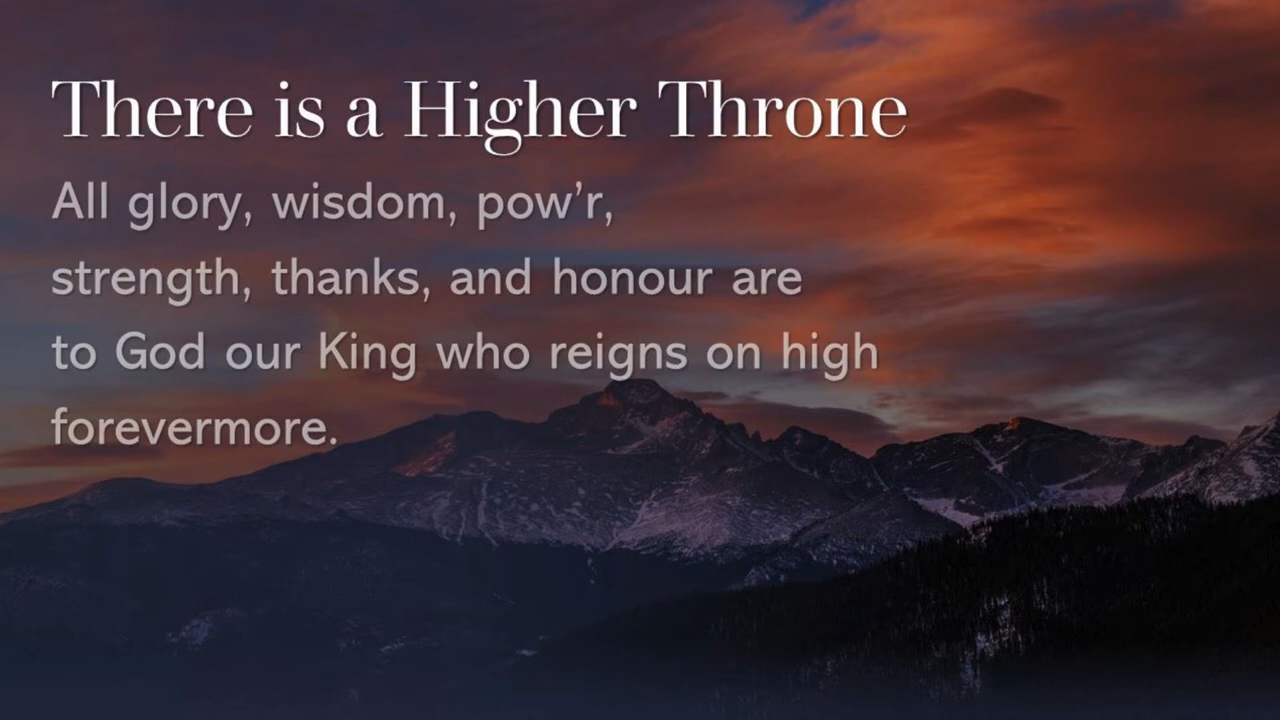 There is a Higher Throne
All glory, wisdom, pow’r,
strength, thanks, and honour are
to God our King who reigns on high
forevermore.